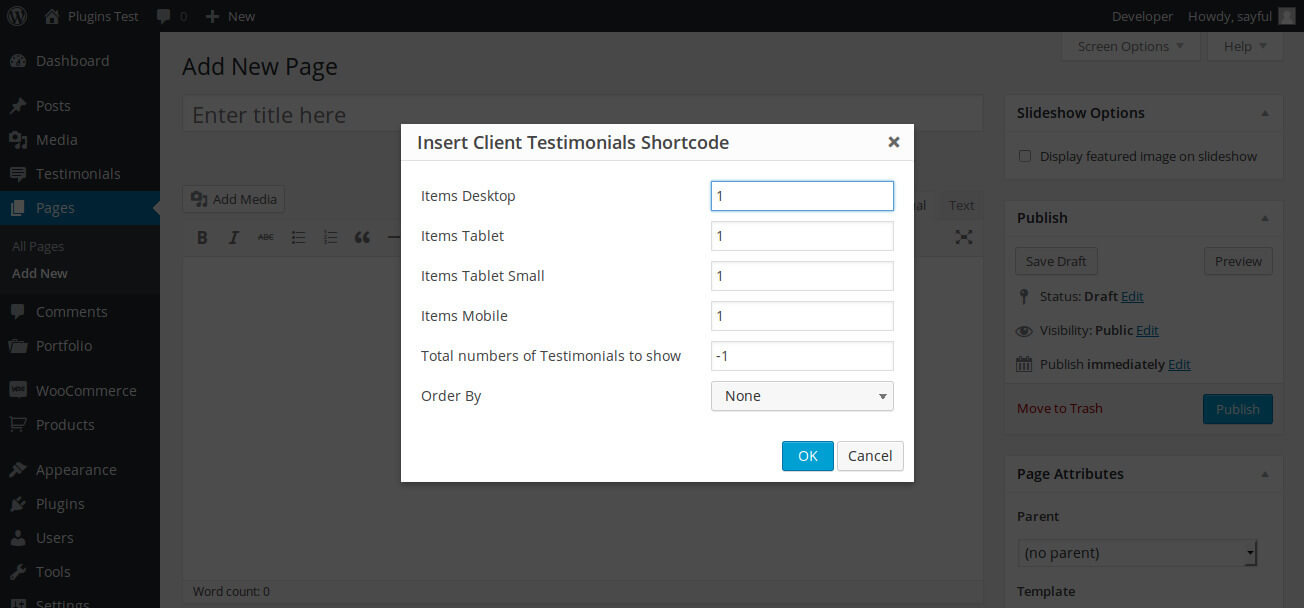 Plugins Test 0 New Developer Howdy, sayful
Dashboard
Posts
Media
Testimonials
Pages
All Pages
Add New
Comments
Portfolio
WooCommerce
Products
Appearance
Plugins
Users
Tools
Settings
Screen Options Help
Add New Page
Enter title here
Add Media
al Text
B I ABC
Word count: 0
Insert Client Testimonials Shortcode
Items Desktop 1
Items Tablet 1
Items Tablet Small 1
Items Mobile 1
Total numbers of Testimonials to show -1
Order By None
OK Cancel
Slideshow Options
Display featured image on slideshow
Publish
Save Draft Preview
Status: Draft Edit
Visibility: Public Edit
Publish immediately Edit
Move to Trash Publish
Page Attributes
Parent
(no parent)
Template